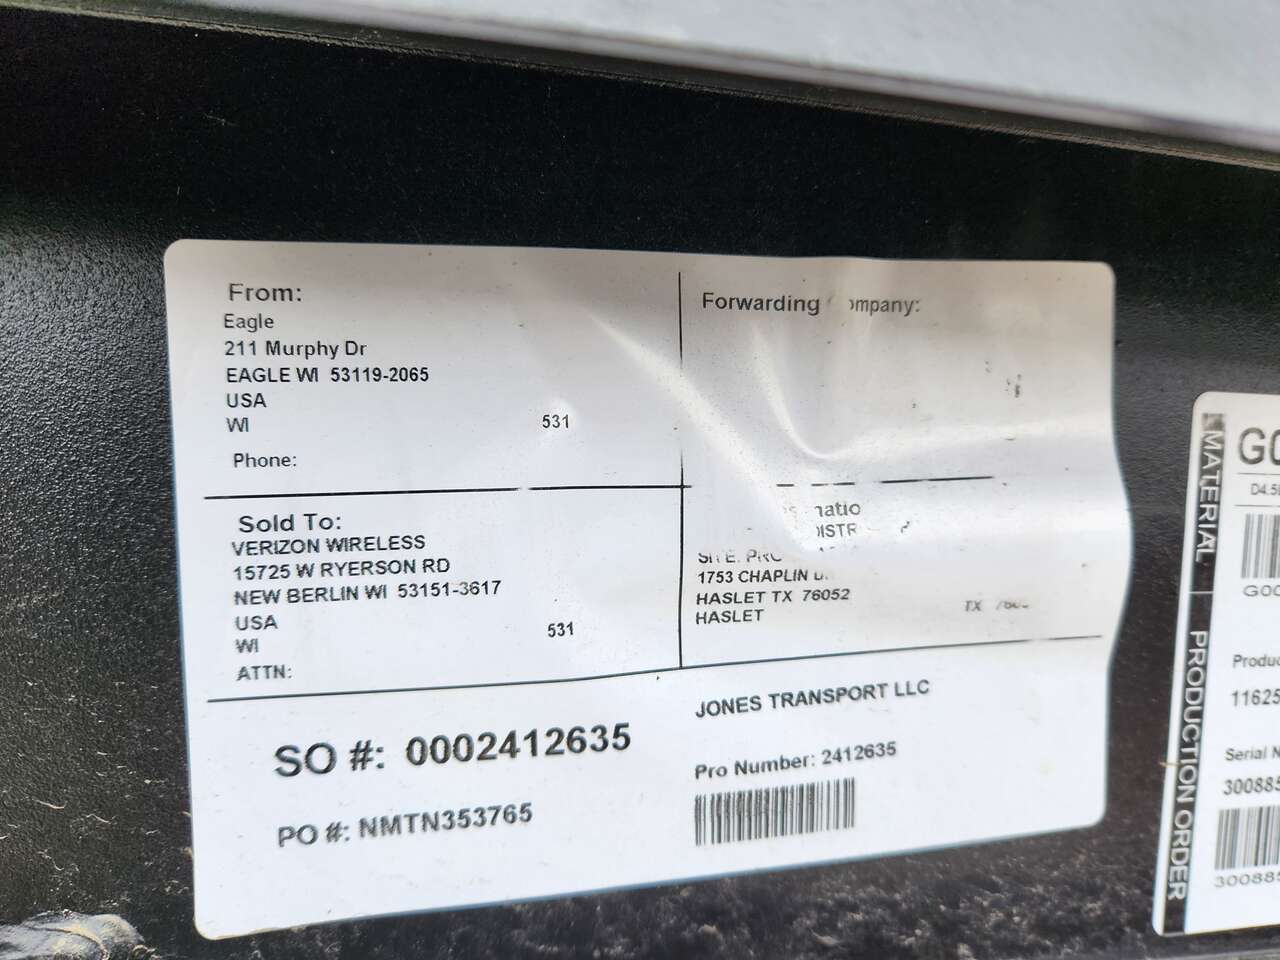 From:
Eagle
211 Murphy Dr
EAGLE WI 53119-2065
USA
WI 531
Phone:
Forwarding
Sold To:
VERIZON WIRELESS
15725 W RYERSON RD
NEW BERLIN WI 53151-3617
USA
WI 531
ATTN:
1753 CHAPLIN
HASLET TX 76052
HASLET TX
SO #: 0002412635
PO #: NMTN353765
JONES TRANSPORT LLC
Pro Number: 2412635
MATERIAL
PRODUCTION ORDER
Serial